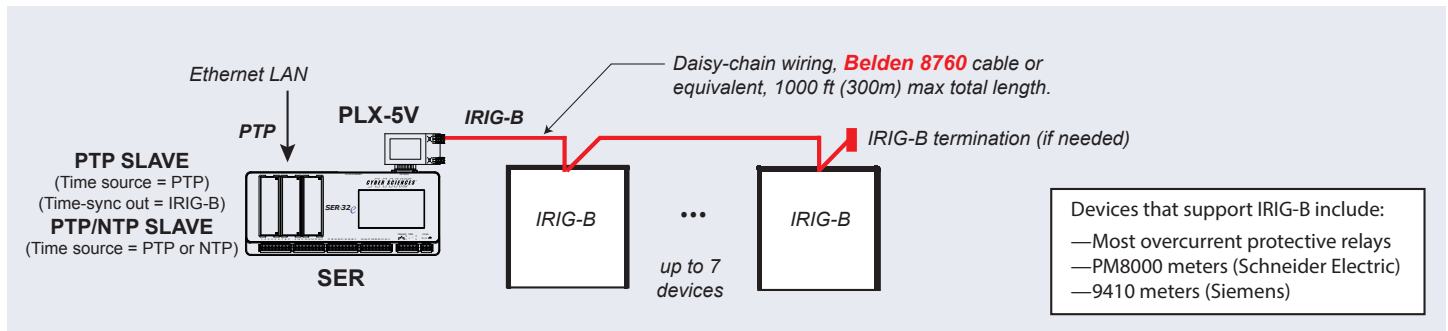 Ethernet LAN
PTP
PLX-5V
IRIG-B
Daisy-chain wiring, Belden 8760 cable or
equivalent, 1000 ft (300m) max total length.
IRIG-B termination (if needed)
PTP SLAVE
(Time source = PTP)
(Time-sync out = IRIG-B)
PTP/NTP SLAVE
(Time source = PTP or NTP)
CYBER SCIENCES
SER-32e
SER
IRIG-B
•••
up to 7
devices
IRIG-B
Devices that support IRIG-B include:
—Most overcurrent protective relays
—PM8000 meters (Schneider Electric)
—9410 meters (Siemens)